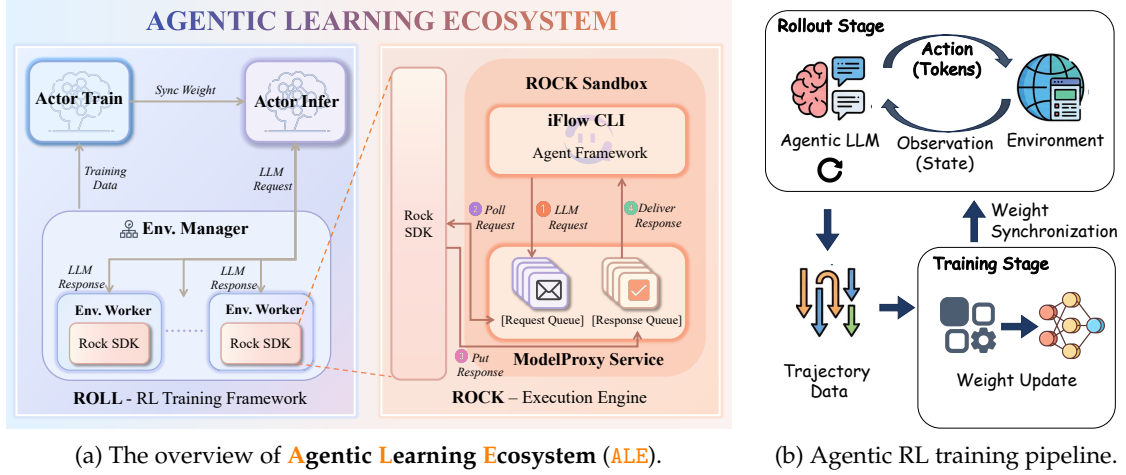 AGENTIC LEARNING ECOSYSTEM
Actor Train
Sync Weight
Actor Infer
Training
Data
LLM
Request
Env. Manager
LLM
Response
LLM
Response
Env. Worker
Rock SDK
Env. Worker
Rock SDK
ROLL - RL Training Framework
Rock
SDK
ROCK Sandbox
iFlow CLI
Agent Framework
2 Poll
Request
1 LLM
Request
4 Deliver
Response
[Request Queue]
[Response Queue]
ModelProxy Service
3 Put
Response
ROCK – Execution Engine
(a) The overview of Agentic Learning Ecosystem (ALE).
Rollout Stage
Action
(Tokens)
Agentic LLM
Observation
(State)
Environment
Weight
Synchronization
Training Stage
Trajectory
Data
Weight Update
(b) Agentic RL training pipeline.